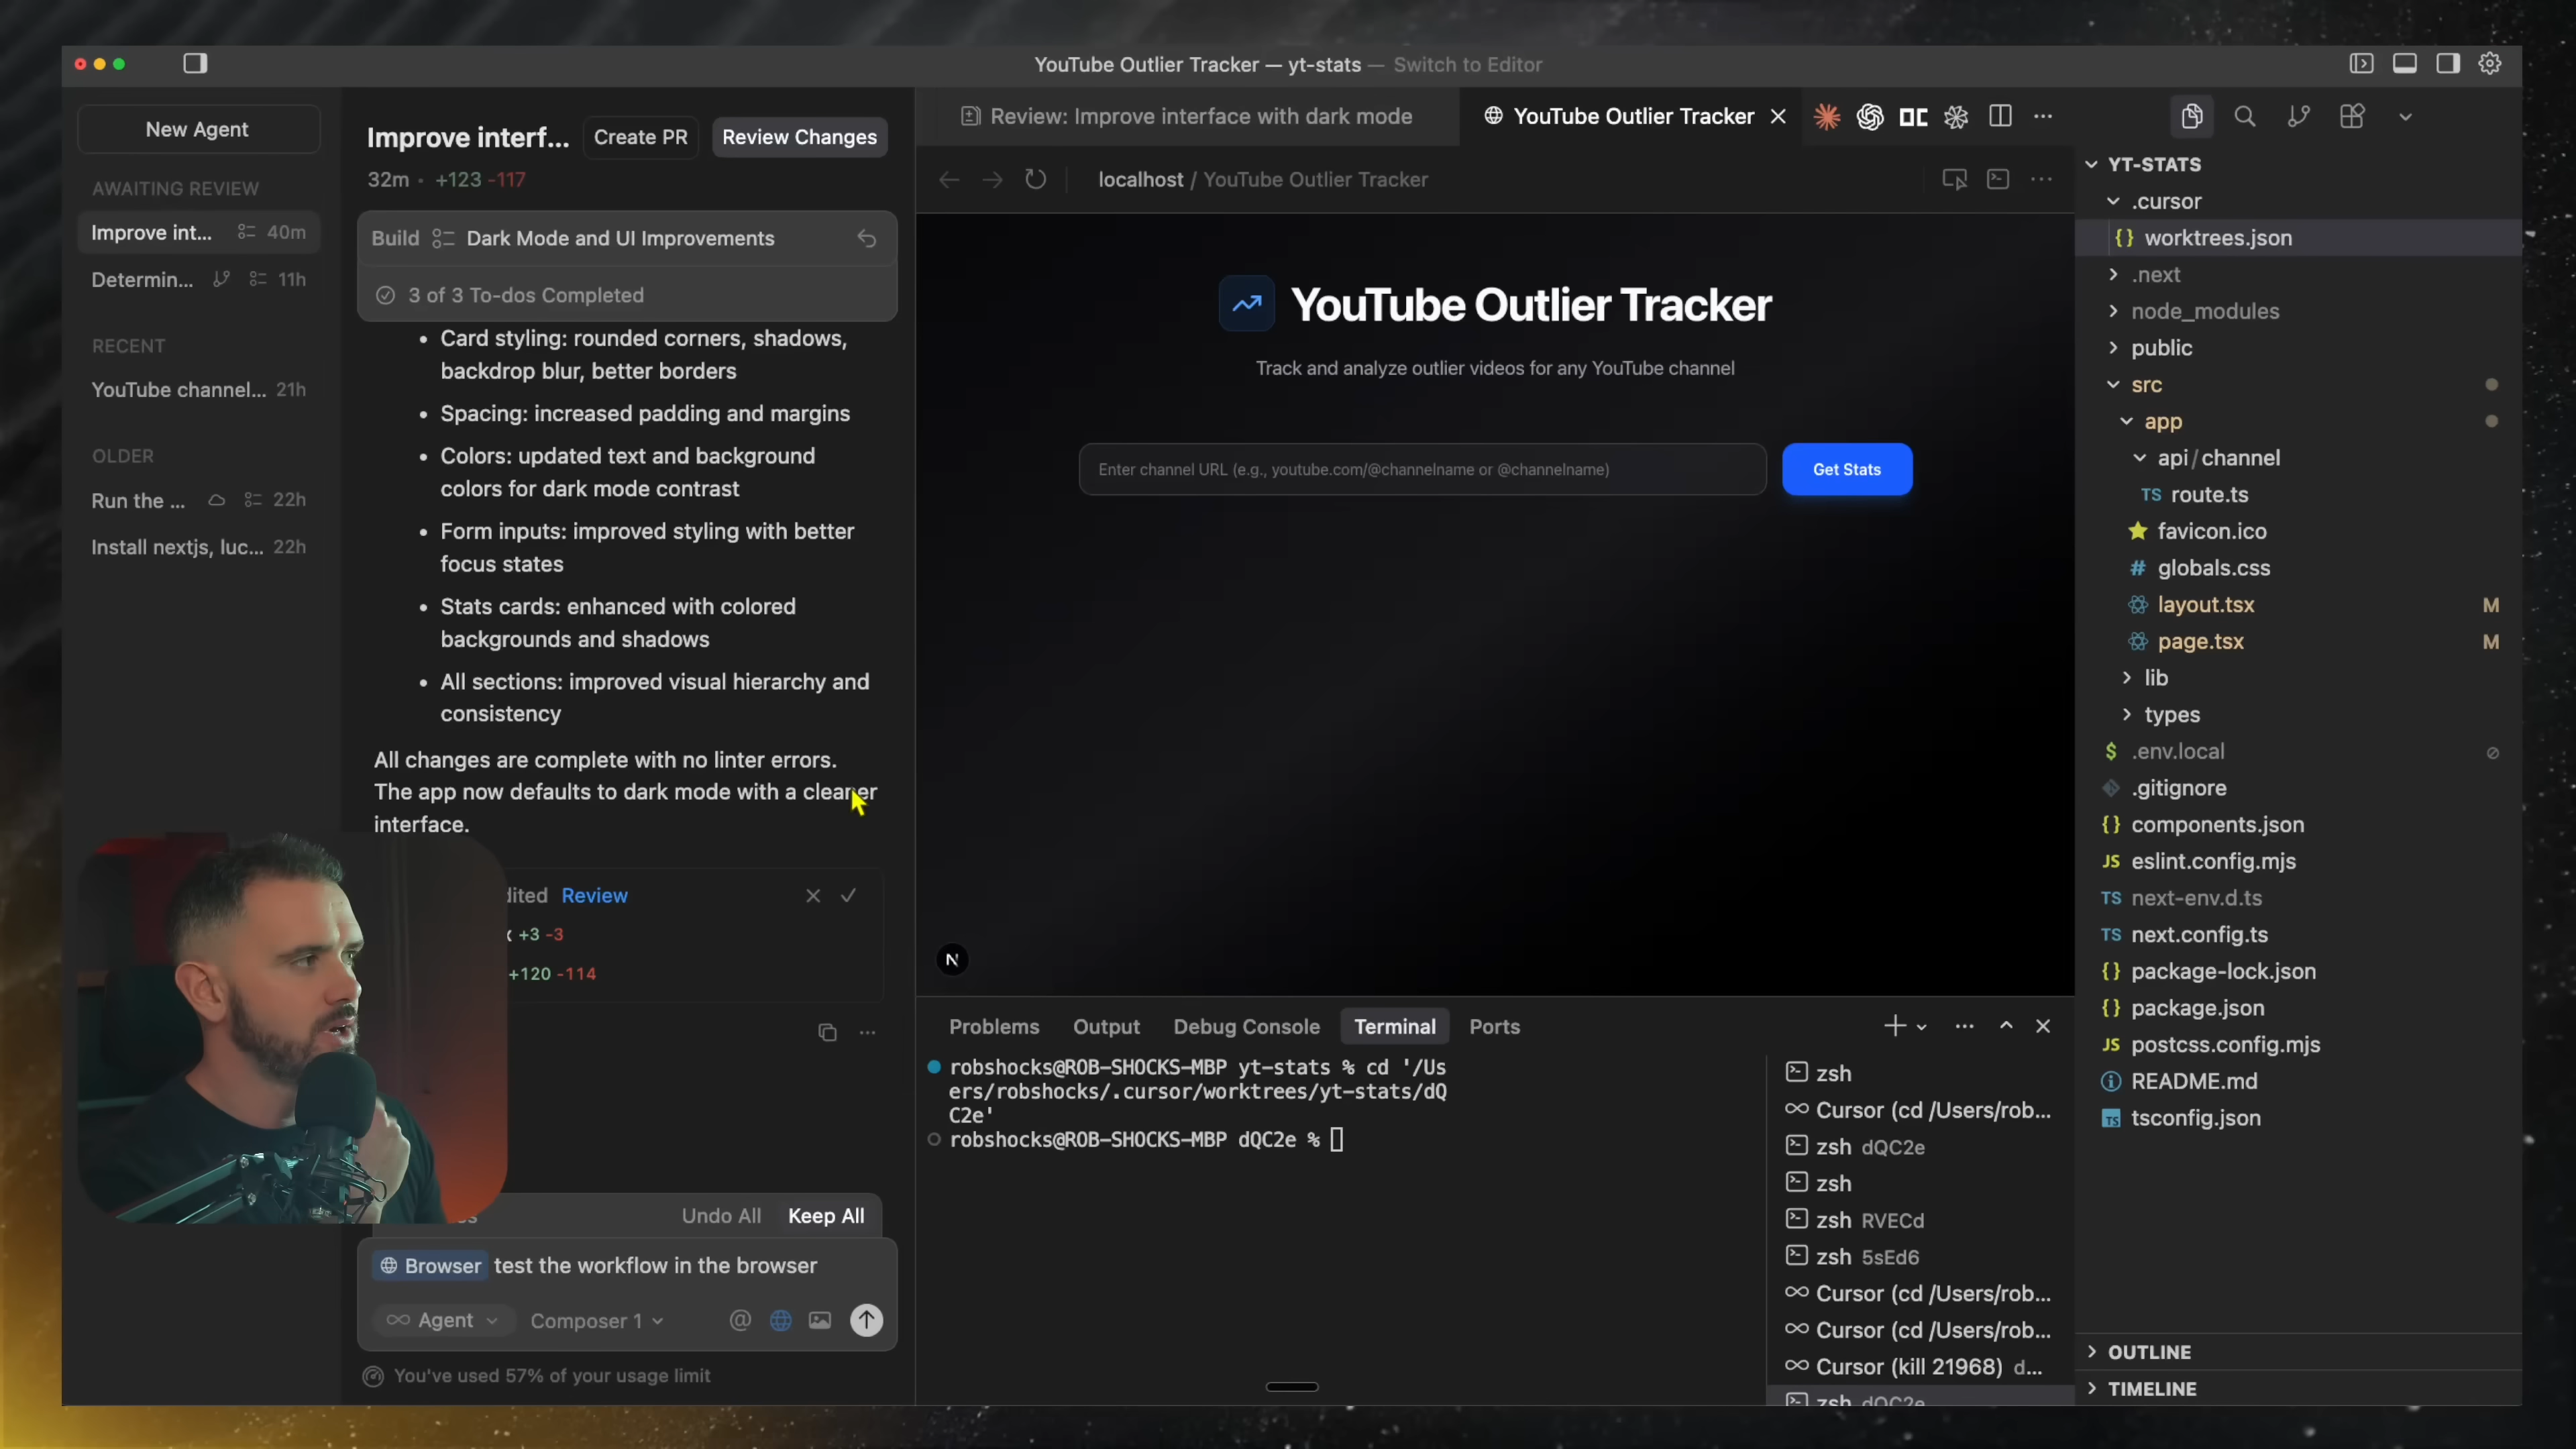 YouTube Outlier Tracker — yt-stats — Switch to Editor
New Agent
AWAITING REVIEW
Improve int... 40m
Determin... 11h
RECENT
YouTube channel... 21h
OLDER
Run the ... 22h
Install nextjs, luc... 22h
Improve interf... Create PR Review Changes
32m · +123 -117
Build Dark Mode and UI Improvements
3 of 3 To-dos Completed
• Card styling: rounded corners, shadows,
backdrop blur, better borders
• Spacing: increased padding and margins
• Colors: updated text and background
colors for dark mode contrast
• Form inputs: improved styling with better
focus states
• Stats cards: enhanced with colored
backgrounds and shadows
• All sections: improved visual hierarchy and
consistency
All changes are complete with no linter errors.
The app now defaults to dark mode with a cleaner
interface.
Review
+3 -3
+120 -114
Undo All Keep All
Browser test the workflow in the browser
Agent Composer 1
You've used 57% of your usage limit
Review: Improve interface with dark mode
YouTube Outlier Tracker
localhost / YouTube Outlier Tracker
YouTube Outlier Tracker
Track and analyze outlier videos for any YouTube channel
Enter channel URL (e.g., youtube.com/@channelname or @channelname)
Get Stats
N
Problems Output Debug Console Terminal Ports
robshocks@ROB-SHOCKS-MBP yt-stats % cd '/Us
ers/robshocks/.cursor/worktrees/yt-stats/dQ
C2e'
robshocks@ROB-SHOCKS-MBP dQC2e %
zsh
Cursor (cd /Users/rob...
zsh dQC2e
zsh
zsh RVECd
zsh 5sEd6
Cursor (cd /Users/rob...
Cursor (cd /Users/rob...
Cursor (kill 21968) d...
zsh dQC2e
YT-STATS
.cursor
{} worktrees.json
.next
node_modules
public
src
app
api/channel
TS route.ts
favicon.ico
# globals.css
layout.tsx M
page.tsx M
lib
types
$ .env.local
.gitignore
{} components.json
JS eslint.config.mjs
TS next-env.d.ts
TS next.config.ts
{} package-lock.json
{} package.json
JS postcss.config.mjs
README.md
TS tsconfig.json
OUTLINE
TIMELINE